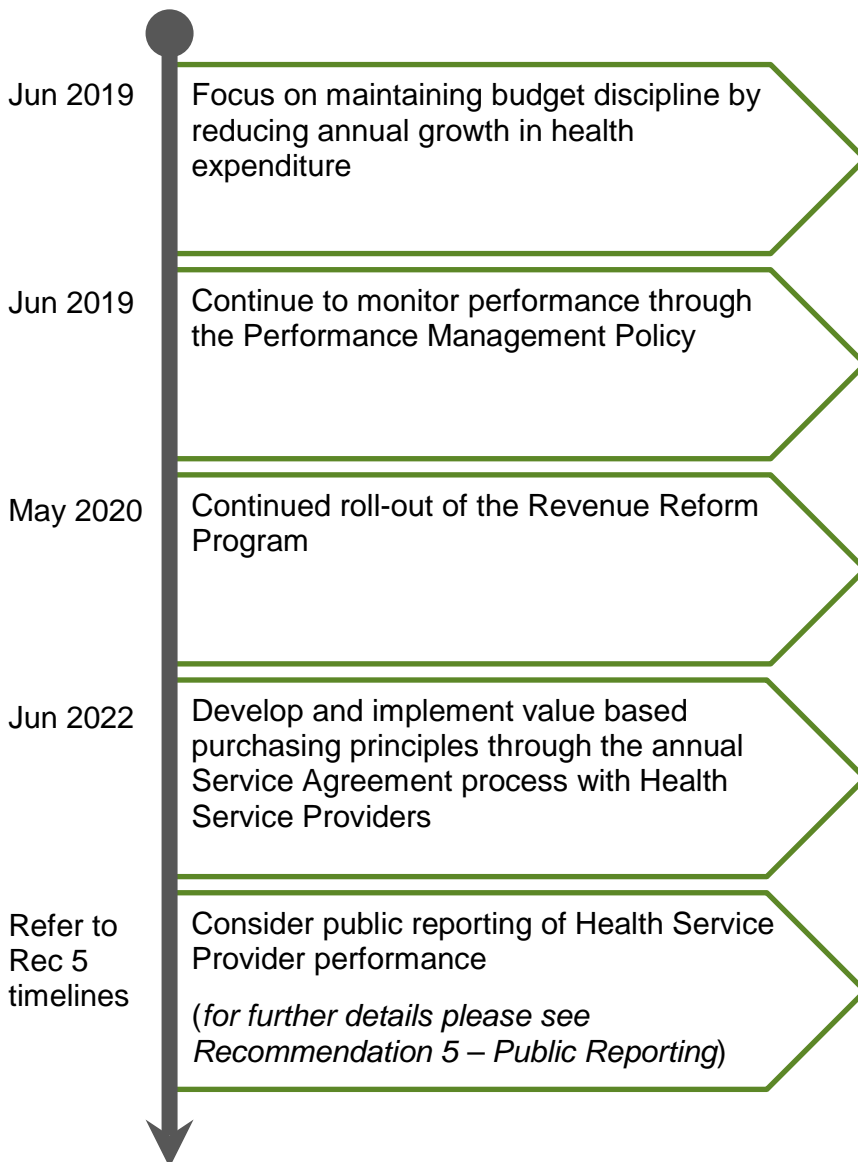 Jun 2019
Focus on maintaining budget discipline by
reducing annual growth in health
expenditure
Jun 2019
Continue to monitor performance through
the Performance Management Policy
May 2020
Continued roll-out of the Revenue Reform
Program
Jun 2022
Develop and implement value based
purchasing principles through the annual
Service Agreement process with Health
Service Providers
Refer to
Rec 5
timelines
Consider public reporting of Health Service
Provider performance
(for further details please see
Recommendation 5 – Public Reporting)